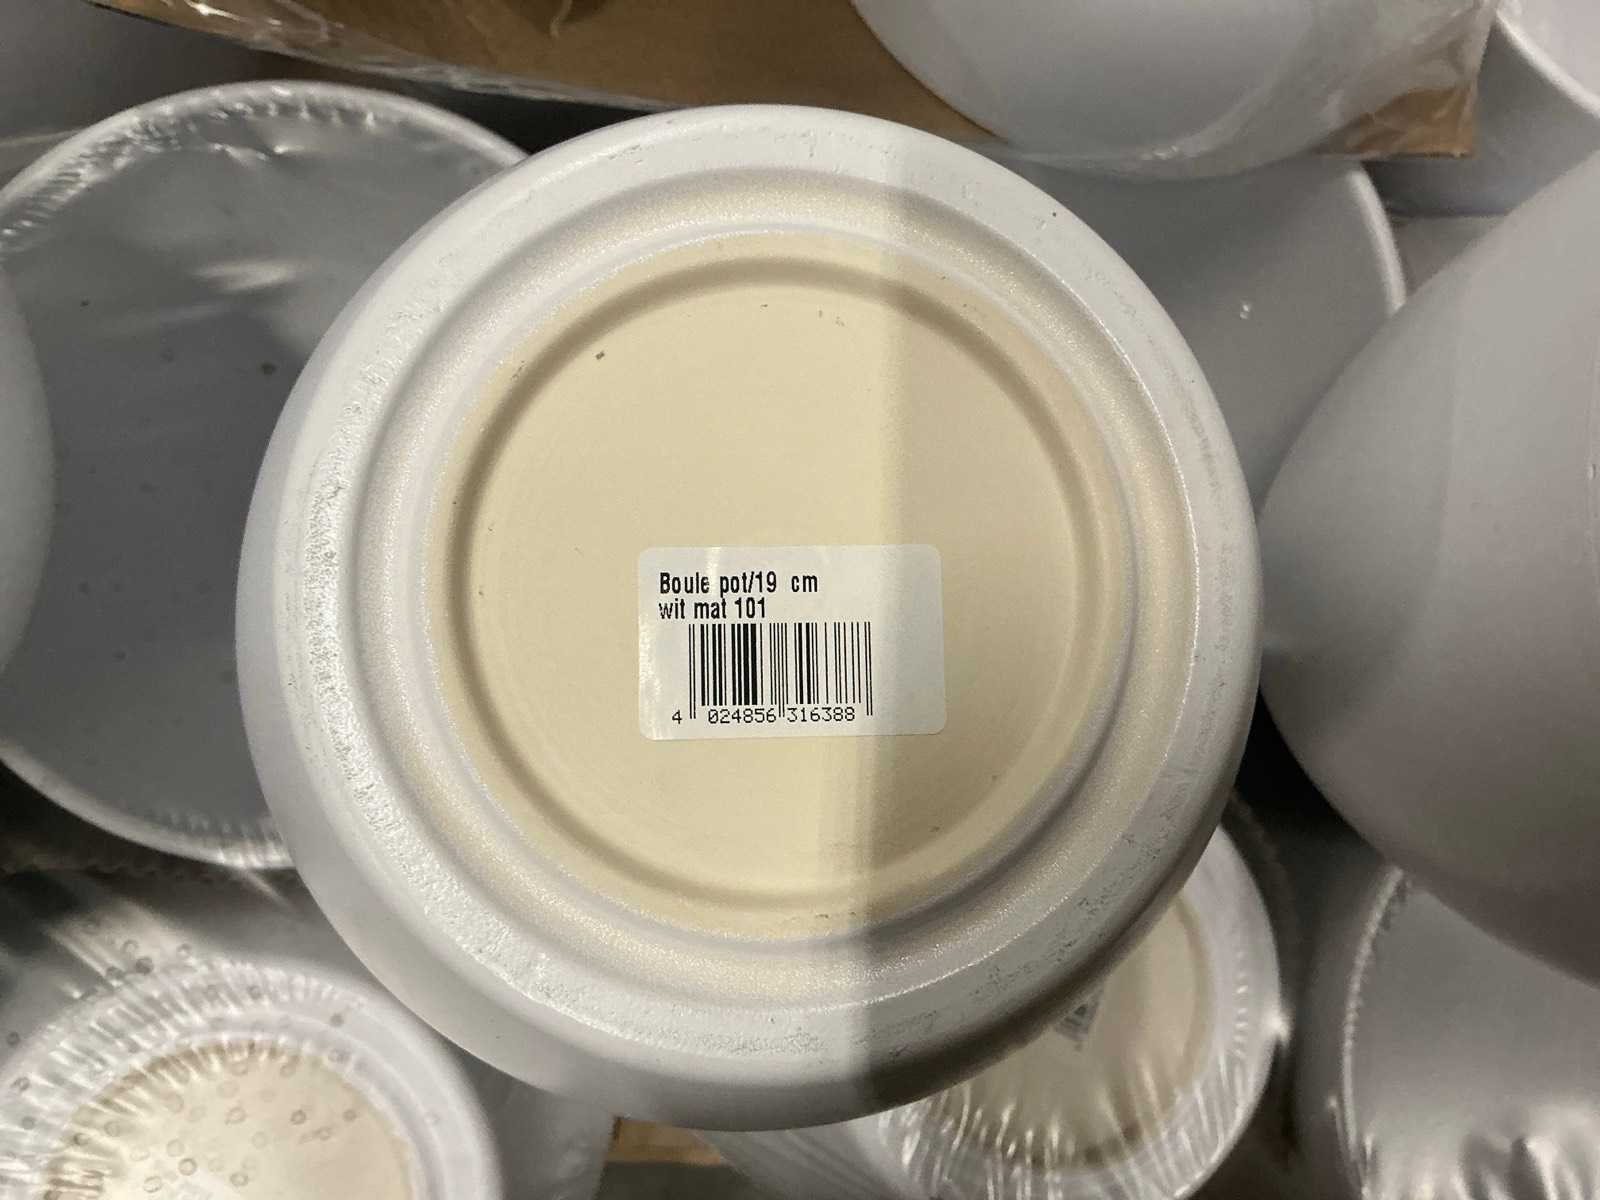 Boule pot/19 cm
wit mat 101
4 024856 316388